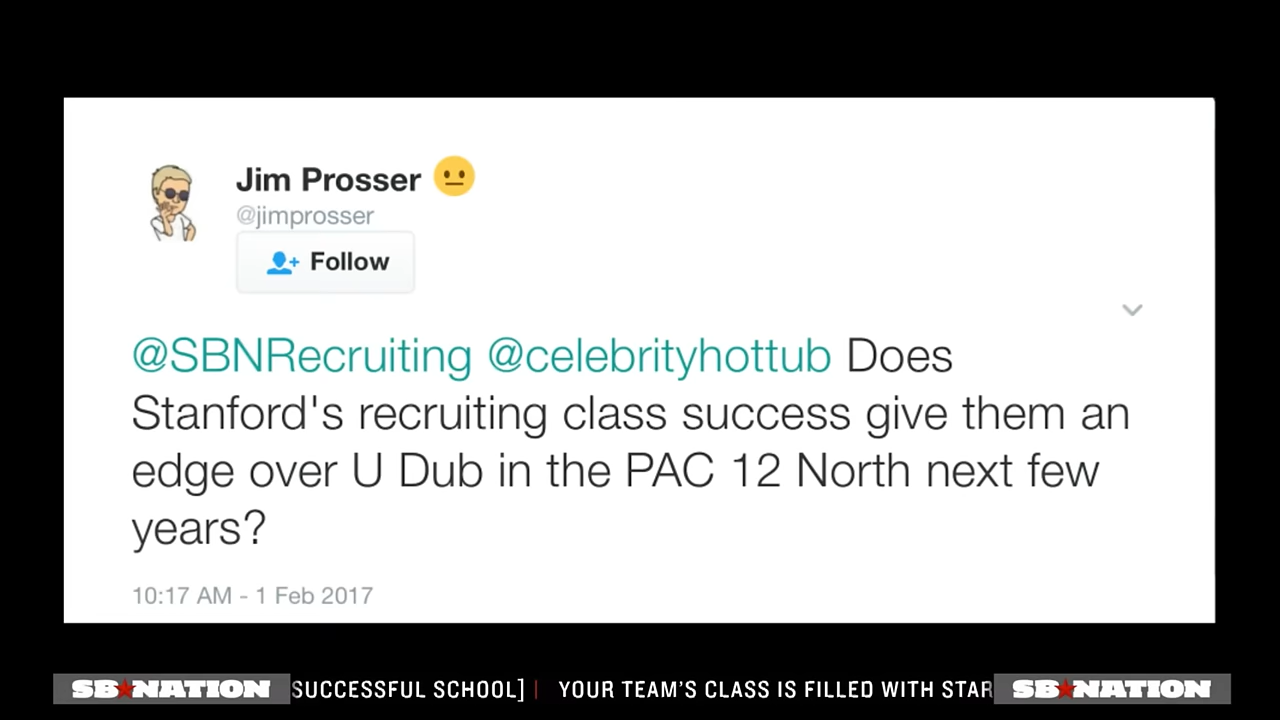 Jim Prosser 😐
@jimprosser
Follow
@SBNRecruiting @celebrityhottub Does
Stanford's recruiting class success give them an
edge over U Dub in the PAC 12 North next few
years?
10:17 AM - 1 Feb 2017
SB★NATION SUCCESSFUL SCHOOL] | YOUR TEAM'S CLASS IS FILLED WITH STAR SB★NATION